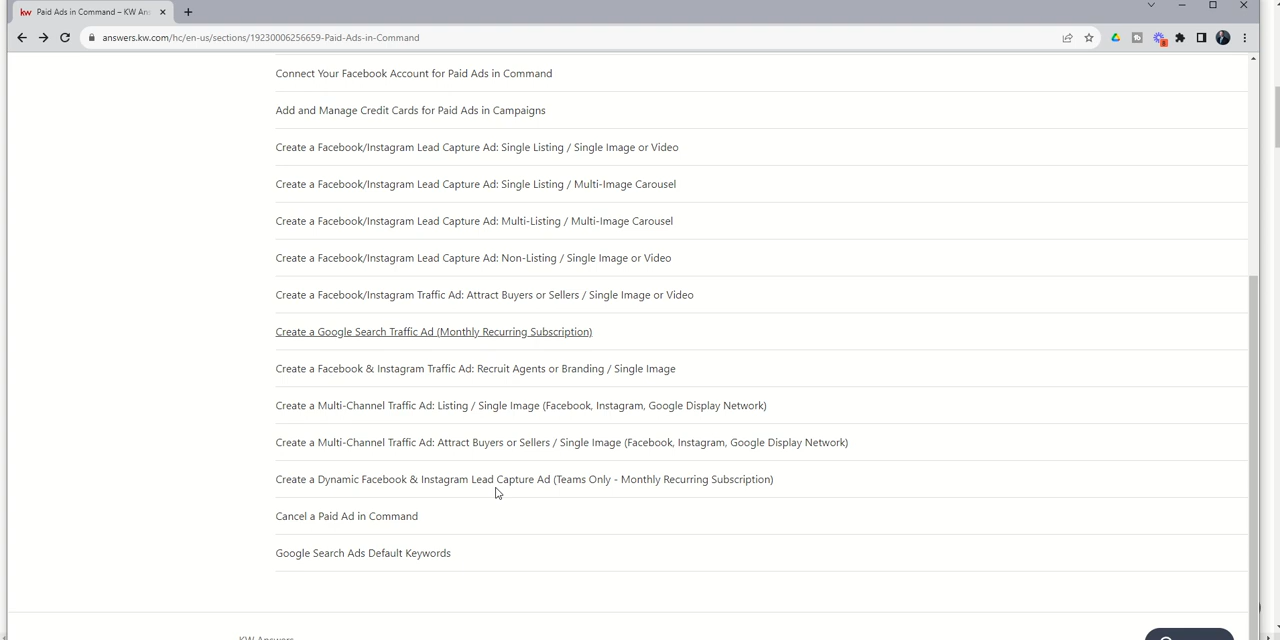 kw Paid Ads in Command – KW Ans
answers.kw.com/hc/en-us/sections/19230006256659-Paid-Ads-in-Command
Connect Your Facebook Account for Paid Ads in Command
Add and Manage Credit Cards for Paid Ads in Campaigns
Create a Facebook/Instagram Lead Capture Ad: Single Listing / Single Image or Video
Create a Facebook/Instagram Lead Capture Ad: Single Listing / Multi-Image Carousel
Create a Facebook/Instagram Lead Capture Ad: Multi-Listing / Multi-Image Carousel
Create a Facebook/Instagram Lead Capture Ad: Non-Listing / Single Image or Video
Create a Facebook/Instagram Traffic Ad: Attract Buyers or Sellers / Single Image or Video
Create a Google Search Traffic Ad (Monthly Recurring Subscription)
Create a Facebook & Instagram Traffic Ad: Recruit Agents or Branding / Single Image
Create a Multi-Channel Traffic Ad: Listing / Single Image (Facebook, Instagram, Google Display Network)
Create a Multi-Channel Traffic Ad: Attract Buyers or Sellers / Single Image (Facebook, Instagram, Google Display Network)
Create a Dynamic Facebook & Instagram Lead Capture Ad (Teams Only - Monthly Recurring Subscription)
Cancel a Paid Ad in Command
Google Search Ads Default Keywords
KW Answers